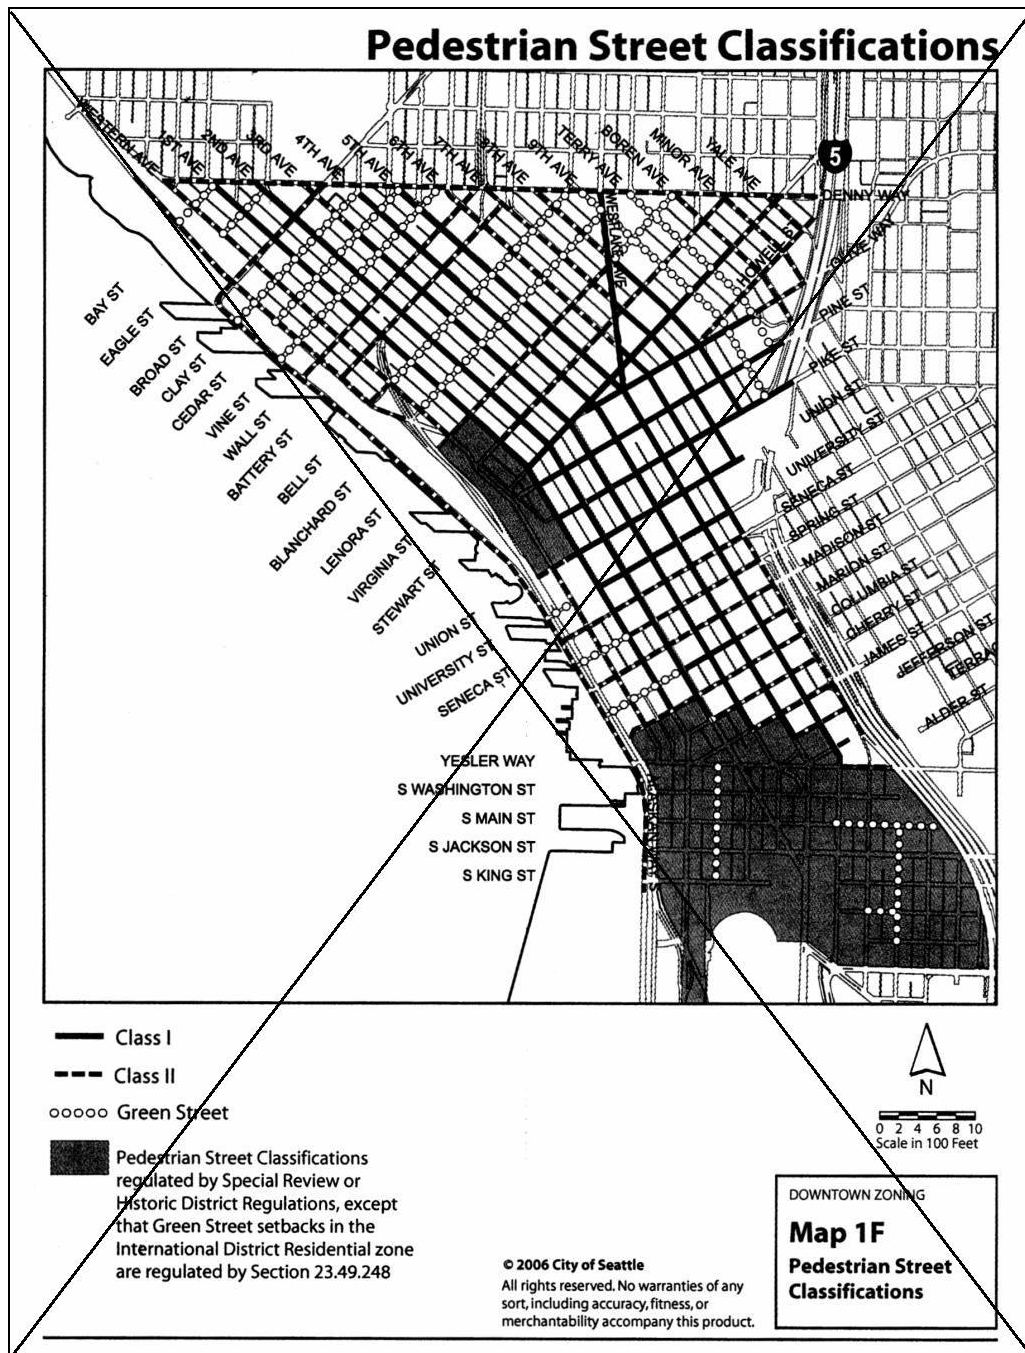 Pedestrian Street Classifications
WESTERN AVE
1ST AVE
2ND AVE
3RD AVE
4TH AVE
5TH AVE
6TH AVE
7TH AVE
8TH AVE
9TH AVE
TERRY AVE
BOREN AVE
MINOR AVE
YALE AVE
5
DENNY WAY
WESTLAKE AVE
HOWELL ST
OLIVE WAY
PINE ST
PIKE ST
UNION ST
UNIVERSITY ST
SENECA ST
SPRING ST
MADISON ST
MARION ST
COLUMBIA ST
CHERRY ST
JAMES ST
JEFFERSON ST
ALDER ST
BAY ST
EAGLE ST
BROAD ST
CLAY ST
CEDAR ST
VINE ST
WALL ST
BATTERY ST
BELL ST
BLANCHARD ST
LENORA ST
VIRGINIA ST
STEWART ST
UNION ST
UNIVERSITY ST
SENECA ST
YESLER WAY
S WASHINGTON ST
S MAIN ST
S JACKSON ST
S KING ST
Class I
Class II
Green Street
Pedestrian Street Classifications
regulated by Special Review or
Historic District Regulations, except
that Green Street setbacks in the
International District Residential zone
are regulated by Section 23.49.248
N
0 2 4 6 8 10
Scale in 100 Feet
© 2006 City of Seattle
All rights reserved. No warranties of any
sort, including accuracy, fitness, or
merchantability accompany this product.
DOWNTOWN ZONING
Map 1F
Pedestrian Street
Classifications